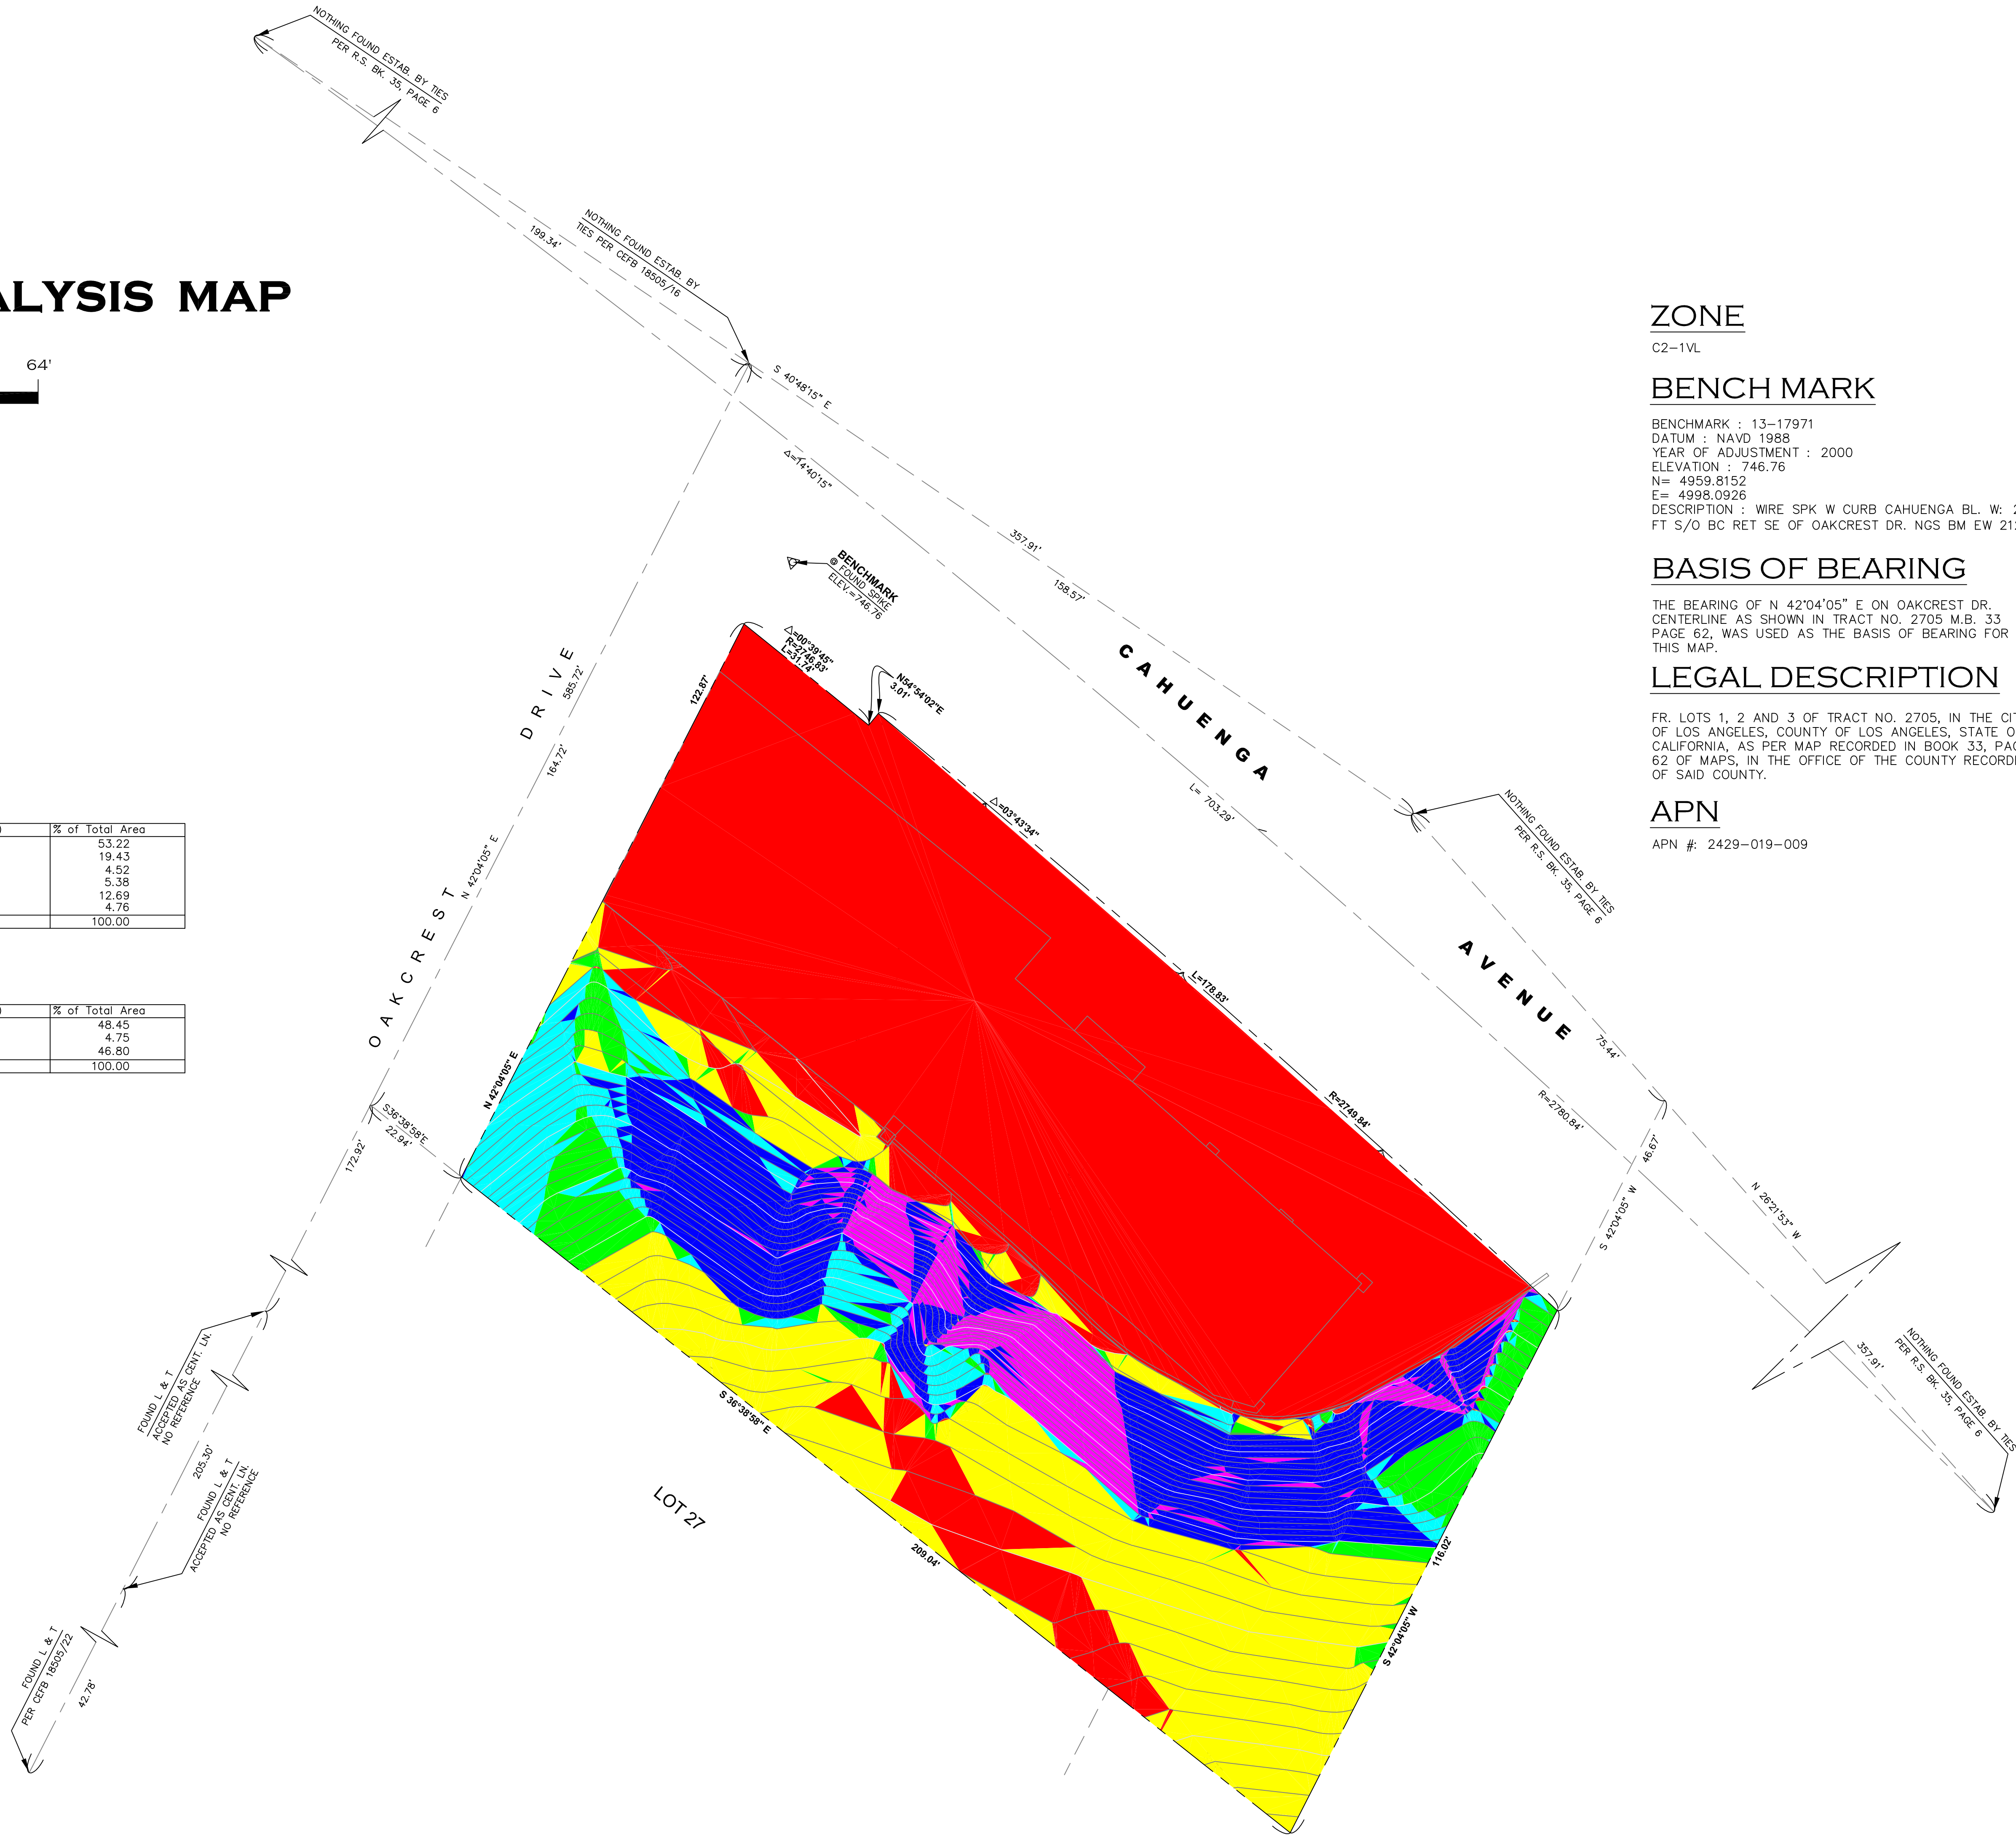 NOTHING FOUND ESTAB. BY TIES
PER R.S. BK. 35, PAGE 6
199.34'
NOTHING FOUND ESTAB. BY
TIES PER CEFB 18505/16
MAP
64'
S 40°48'15" E
Δ=14°40'15"
357.91'
158.57'
BENCHMARK
@ FOUND SPIKE
ELEV.=746.76
Δ=00°39'45"
R=2746.83'
L=31.74'
N54°54'02"E
3.01'
122.87'
CAHUENGA
AVENUE
L= 703.29'
Δ=03°43'34"
L=178.83'
R=2749.84'
R=2780.84'
NOTHING FOUND ESTAB. BY TIES
PER R.S. BK. 35, PAGE 6
75.44'
46.67'
S 42°04'05" W
N 26°21'53" W
357.91'
NOTHING FOUND ESTAB. BY TIES
PER R.S. BK. 35, PAGE 6
OAKCREST DRIVE
585.72'
164.72'
N 42°04'05" E
N 42°04'05" E
S36°38'58"E
22.94'
172.92'
FOUND L & T
ACCEPTED AS CENT. LN.
NO REFERENCE
205.30'
FOUND L & T
ACCEPTED AS CENT. LN.
NO REFERENCE
FOUND L & T
PER CEFB 18505/22
42.78'
S 36°38'58" E
209.04'
LOT 27
116.02'
S 42°04'05" W
% of Total Area
53.22
19.43
4.52
5.38
12.69
4.76
100.00
% of Total Area
48.45
4.75
46.80
100.00
ZONE
C2-1VL
BENCH MARK
BENCHMARK : 13-17971
DATUM : NAVD 1988
YEAR OF ADJUSTMENT : 2000
ELEVATION : 746.76
N= 4959.8152
E= 4998.0926
DESCRIPTION : WIRE SPK W CURB CAHUENGA BL. W:
FT S/O BC RET SE OF OAKCREST DR. NGS BM EW
BASIS OF BEARING
THE BEARING OF N 42°04'05" E ON OAKCREST DR.
CENTERLINE AS SHOWN IN TRACT NO. 2705 M.B. 33
PAGE 62, WAS USED AS THE BASIS OF BEARING FOR
THIS MAP.
LEGAL DESCRIPTION
FR. LOTS 1, 2 AND 3 OF TRACT NO. 2705, IN THE
OF LOS ANGELES, COUNTY OF LOS ANGELES, STATE
CALIFORNIA, AS PER MAP RECORDED IN BOOK 33,
62 OF MAPS, IN THE OFFICE OF THE COUNTY
OF SAID COUNTY.
APN
APN #: 2429-019-009